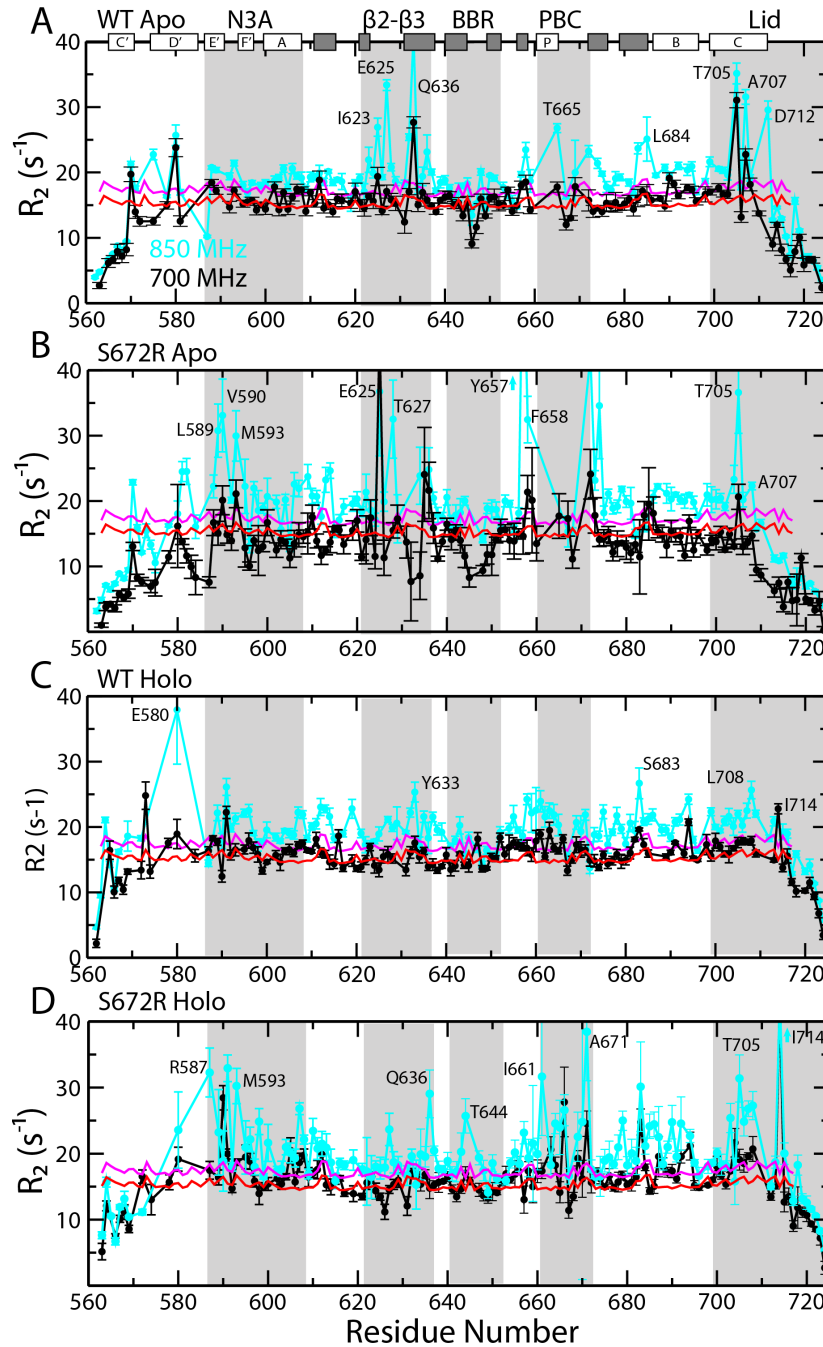 A WT Apo N3A β2-β3 BBR PBC Lid
C' D' E' F' A P B C
40
30
20
10
0
R2 (s-1)
E625
Q636
I623
T665
L684
T705
A707
D712
850 MHz
700 MHz
560 580 600 620 640 660 680 700 720
B
S672R Apo
40
30
20
10
R2 (s-1)
V590
L589
M593
E625
T627
Y657
F658
T705
A707
560 580 600 620 640 660 680 700 720
C WT Holo
40
30
20
10
0
R2 (s-1)
E580
Y633
S683
L708
I714
560 580 600 620 640 660 680 700 720
D S672R Holo
40
30
20
10
R2 (s-1)
R587
M593
Q636
T644
I661
A671
T705
I714
560 580 600 620 640 660 680 700 720
Residue Number